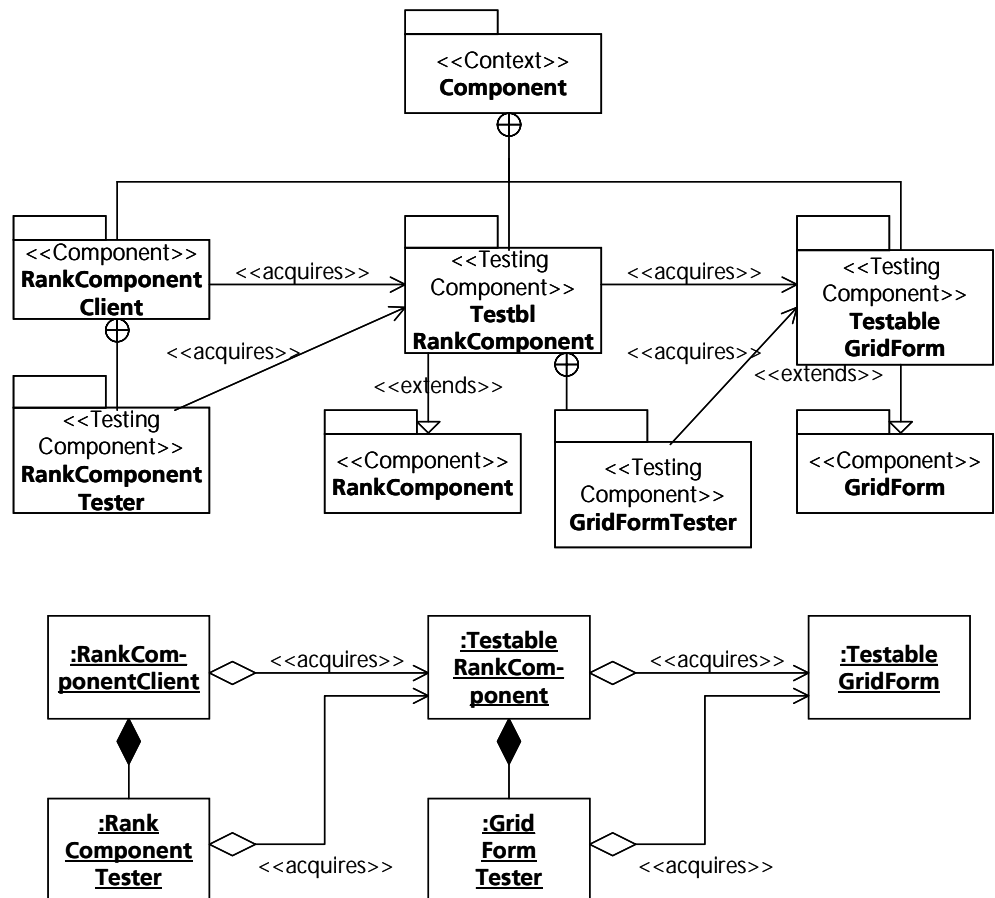 <<Context>>
Component
<<Component>>
RankComponent
Client
<<acquires>>
<<Testing
Component>>
Testbl
RankComponent
<<acquires>>
<<Testing
Component>>
Testable
GridForm
<<acquires>>
<<acquires>>
<<extends>>
<<extends>>
<<Testing
Component>>
RankComponent
Tester
<<Component>>
RankComponent
<<Testing
Component>>
GridFormTester
<<Component>>
GridForm
:RankCom-
ponentClient
<<acquires>>
:Testable
RankCom-
ponent
<<acquires>>
:Testable
GridForm
:Rank
Component
Tester
<<acquires>>
:Grid
Form
Tester
<<acquires>>